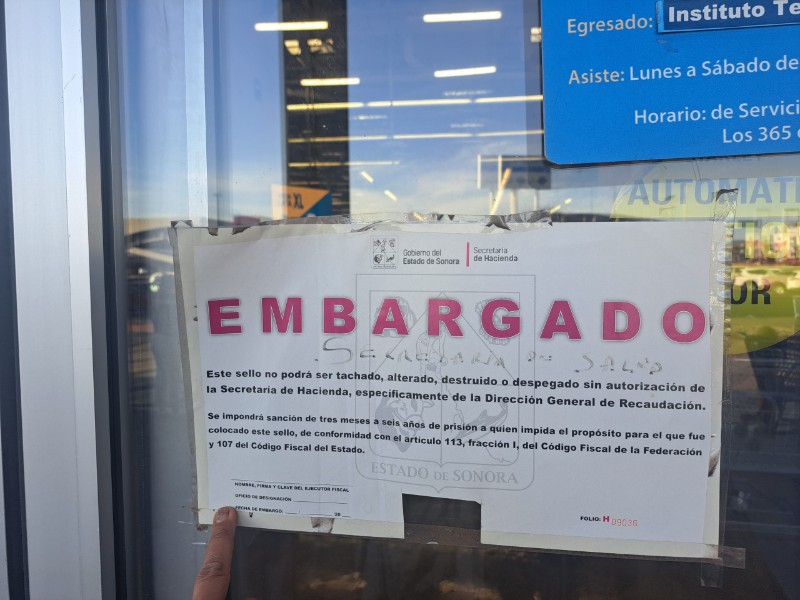 Egresado: Instituto Te
Asiste: Lunes a Sábado de
Horario: de Servici
Los 365
AUTOMAT
Gobierno del
Estado de Sonora
Secretaría
de Hacienda
EMBARGADO
SECRETARIA DE SALUD
Este sello no podrá ser tachado, alterado, destruido o despegado sin autorización de
la Secretaría de Hacienda, específicamente de la Dirección General de Recaudación.
Se impondrá sanción de tres meses a seis años de prisión a quien impida el propósito para el que fue
colocado este sello, de conformidad con el artículo 113, fracción I, del Código Fiscal de la Federación
y 107 del Código Fiscal del Estado.
ESTADO DE SONORA
NOMBRE, FIRMA Y CLAVE DEL EJECUTOR FISCAL
OFICIO DE DESIGNACIÓN
FECHA DE EMBARGO: 20
FOLIO: H 09036